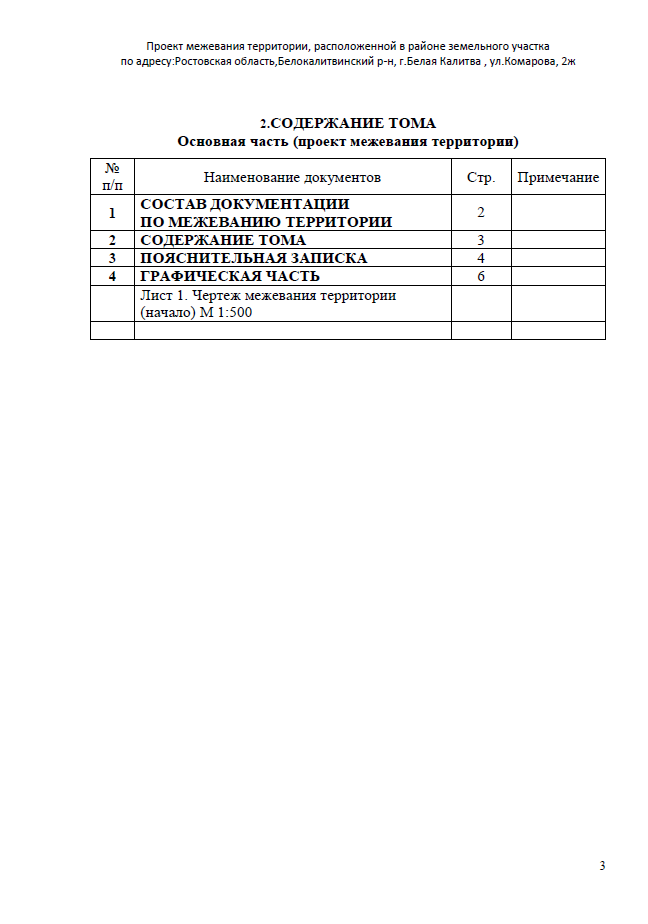 Проект межевания территории, расположенной в районе земельного участка
по адресу:Ростовская область,Белокалитвинский р-н, г.Белая Калитва , ул.Комарова, 2ж
2.СОДЕРЖАНИЕ ТОМА
Основная часть (проект межевания территории)
№
п/п
Наименование документов
Стр.
Примечание
1
СОСТАВ ДОКУМЕНТАЦИИ
ПО МЕЖЕВАНИЮ ТЕРРИТОРИИ
2
2
СОДЕРЖАНИЕ ТОМА
3
3
ПОЯСНИТЕЛЬНАЯ ЗАПИСКА
4
4
ГРАФИЧЕСКАЯ ЧАСТЬ
6
Лист 1. Чертеж межевания территории
(начало) М 1:500
3